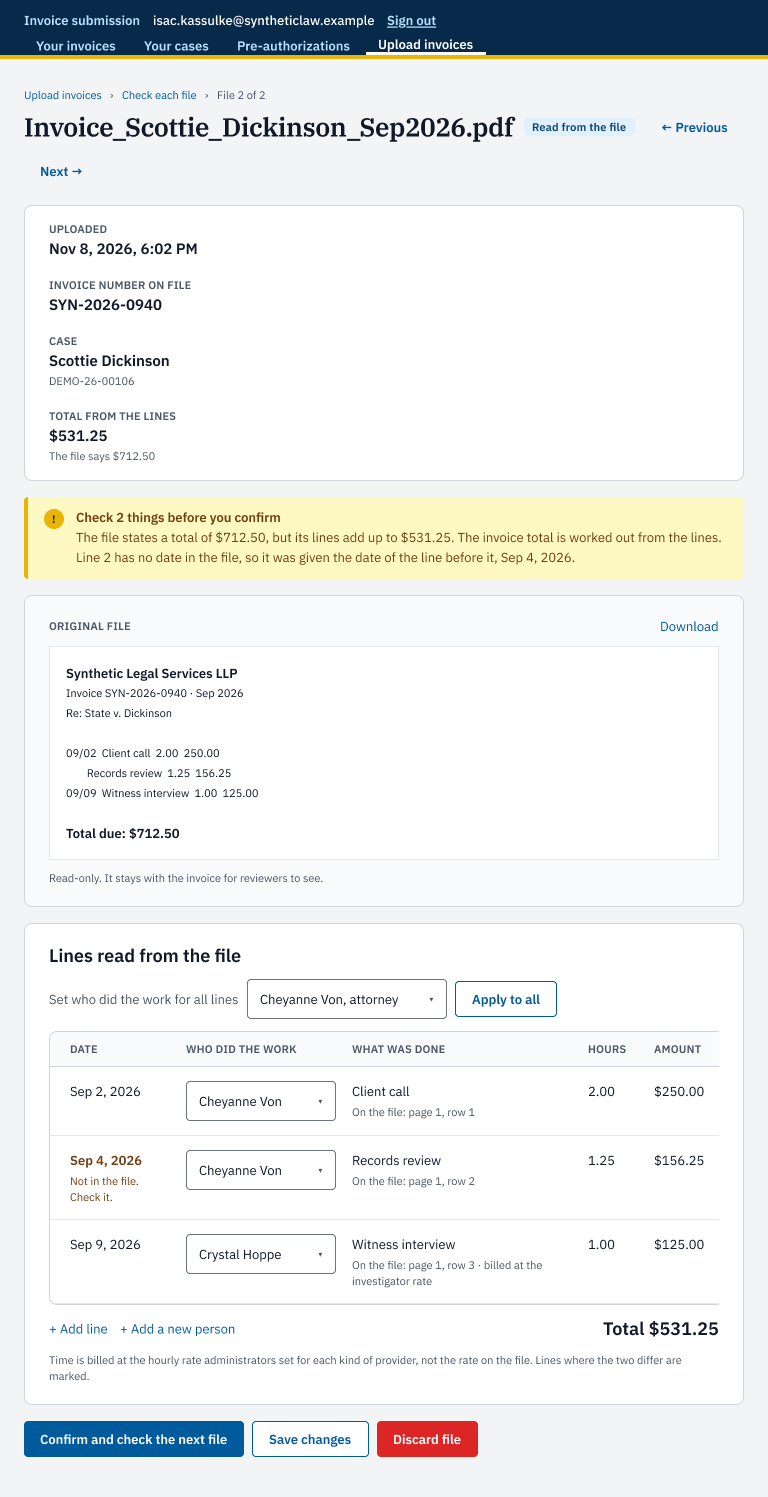 Invoice submission isac.kassulke@syntheticlaw.example Sign out
Your invoices Your cases Pre-authorizations Upload invoices
Upload invoices › Check each file › File 2 of 2
Invoice_Scottie_Dickinson_Sep2026.pdf Read from the file ← Previous
Next →
UPLOADED
Nov 8, 2026, 6:02 PM
INVOICE NUMBER ON FILE
SYN-2026-0940
CASE
Scottie Dickinson
DEMO-26-00106
TOTAL FROM THE LINES
$531.25
The file says $712.50
! Check 2 things before you confirm
The file states a total of $712.50, but its lines add up to $531.25. The invoice total is worked out from the lines.
Line 2 has no date in the file, so it was given the date of the line before it, Sep 4, 2026.
ORIGINAL FILE Download
Synthetic Legal Services LLP
Invoice SYN-2026-0940 · Sep 2026
Re: State v. Dickinson
09/02 Client call 2.00 250.00
Records review 1.25 156.25
09/09 Witness interview 1.00 125.00
Total due: $712.50
Read-only. It stays with the invoice for reviewers to see.
Lines read from the file
Set who did the work for all lines Cheyanne Von, attorney Apply to all
DATE WHO DID THE WORK WHAT WAS DONE HOURS AMOUNT
Sep 2, 2026 Cheyanne Von Client call 2.00 $250.00
On the file: page 1, row 1
Sep 4, 2026 Cheyanne Von Records review 1.25 $156.25
Not in the file. On the file: page 1, row 2
Check it.
Sep 9, 2026 Crystal Hoppe Witness interview 1.00 $125.00
On the file: page 1, row 3 · billed at the
investigator rate
+ Add line + Add a new person Total $531.25
Time is billed at the hourly rate administrators set for each kind of provider, not the rate on the file. Lines where the two differ are
marked.
Confirm and check the next file Save changes Discard file